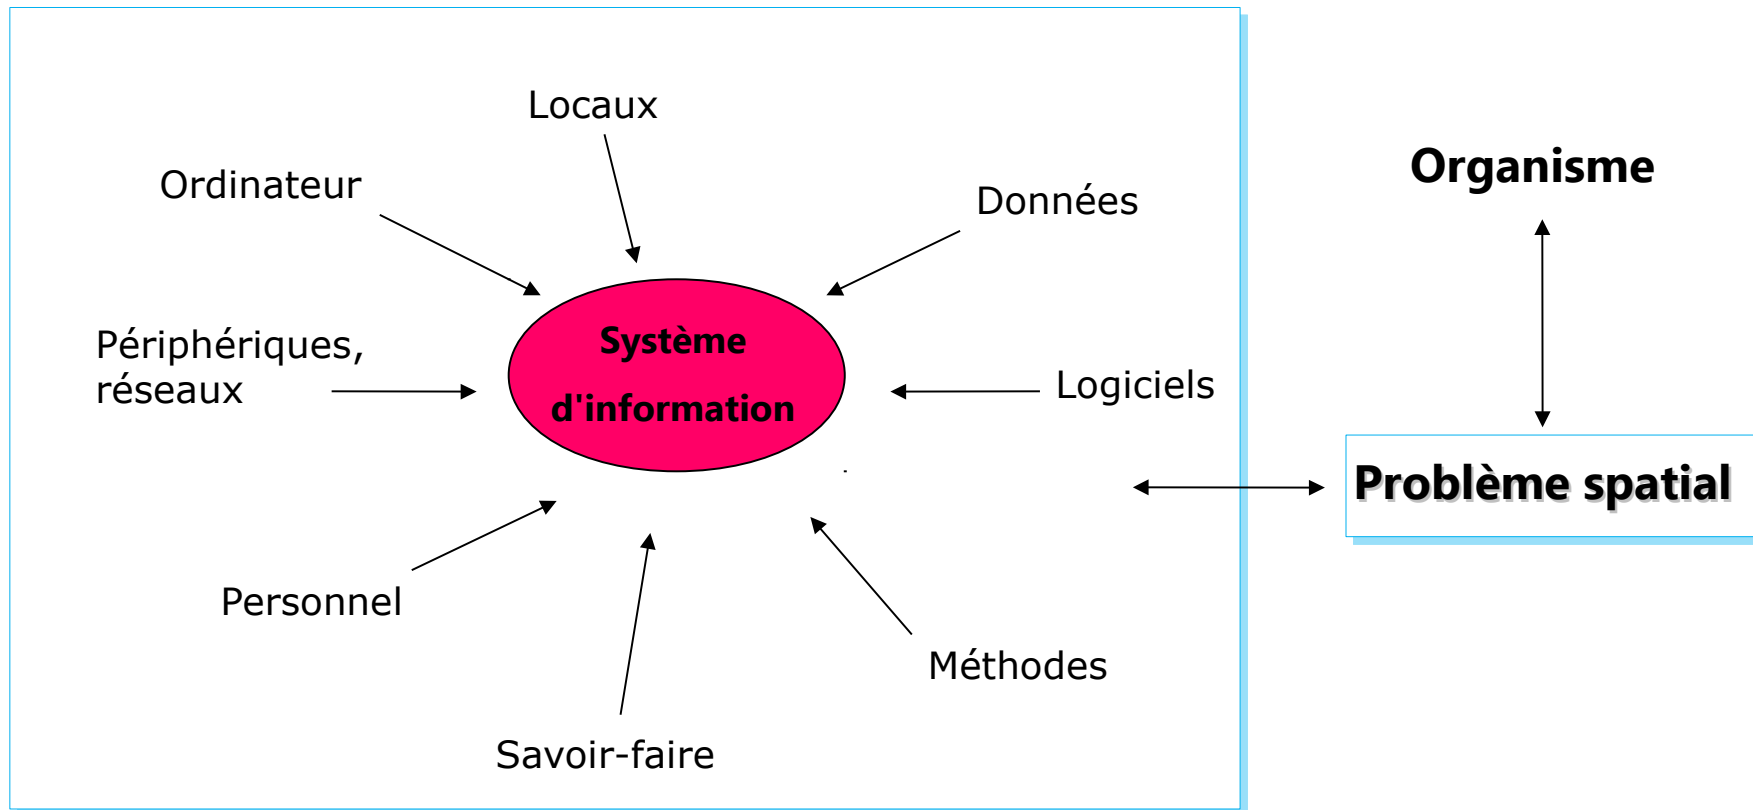 Locaux
Ordinateur
Données
Organisme
Périphériques,
réseaux
Système
d'information
Logiciels
Problème spatial
Personnel
Méthodes
Savoir-faire